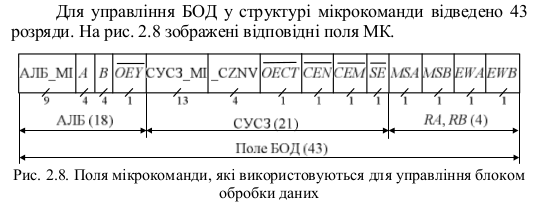 Для управління БОД у структурі мікрокоманди відведено 43
розряди. На рис. 2.8 зображені відповідні поля МК.
АЛБ_МІ A B OEY СУСЗ_МІ _CZNV OECT CEN CEM SE MSA MSB EWA EWB
9 4 4 1 13 4 1 1 1 1 1 1 1 1
АЛБ (18) СУСЗ (21) RA, RB (4)
Поле БОД (43)
Рис. 2.8. Поля мікрокоманди, які використовуються для управління блоком
обробки даних